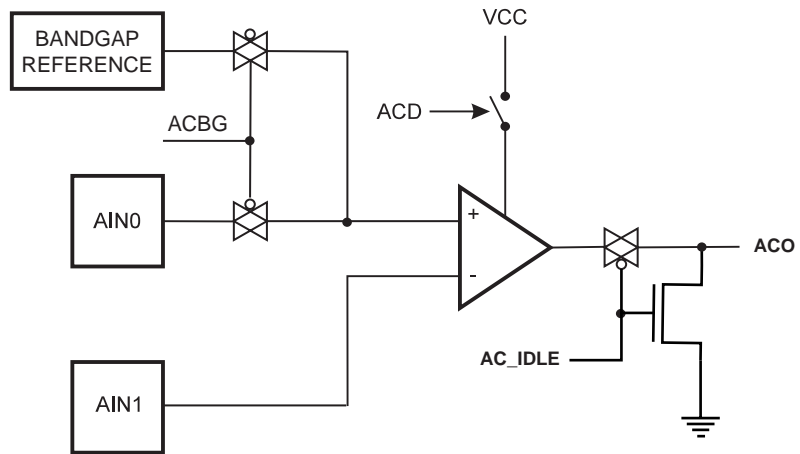 BANDGAP
REFERENCE
VCC
ACBG
ACD
AIN0
+
-
ACO
AC_IDLE
AIN1